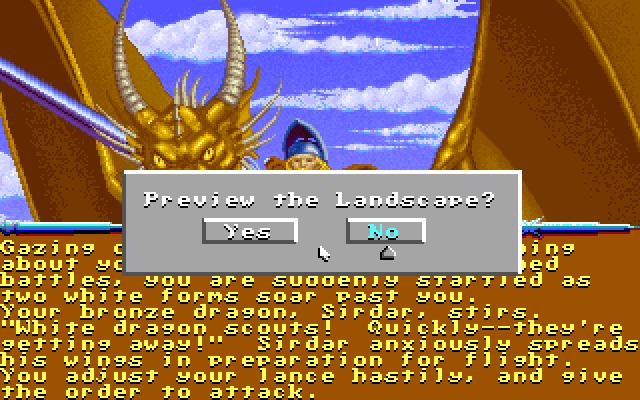 Preview the Landscape?
Yes No
Gazing
about
battles, you are suddenly startled as
two white forms soar past you.
Your bronze dragon, Sirdar, stirs.
"White dragon scouts!  Quickly--they're
getting away!"  Sirdar anxiously spreads
his wings in preparation for flight.
You adjust your lance hastily, and give
the order to attack.